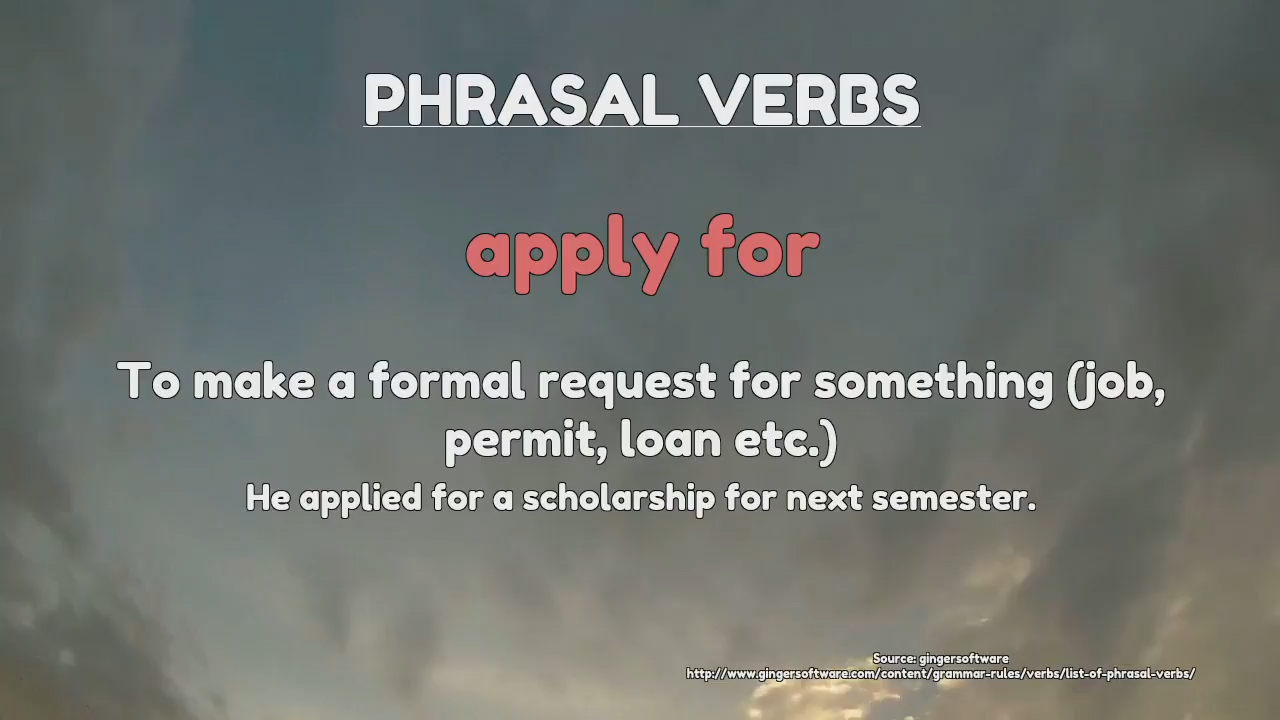 PHRASAL VERBS
apply for
To make a formal request for something (job,
permit, loan etc.)
He applied for a scholarship for next semester.
Source: gingersoftware
http://www.gingersoftware.com/content/grammar-rules/verbs/list-of-phrasal-verbs/